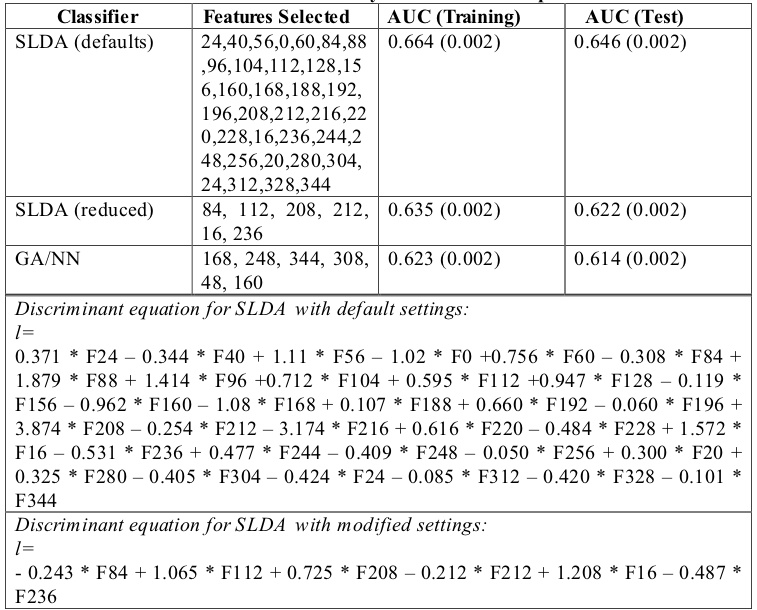 Classifier Features Selected AUC (Training) AUC (Test)
SLDA (defaults) 24,40,56,0,60,84,88 0.664 (0.002) 0.646 (0.002)
,96,104,112,128,15
6,160,168,188,192,
196,208,212,216,22
0,228,16,236,244,2
48,256,20,280,304,
24,312,328,344
SLDA (reduced) 84, 112, 208, 212, 0.635 (0.002) 0.622 (0.002)
16, 236
GA/NN 168, 248, 344, 308, 0.623 (0.002) 0.614 (0.002)
48, 160
Discriminant equation for SLDA with default settings:
l=
0.371 * F24 – 0.344 * F40 + 1.11 * F56 – 1.02 * F0 +0.756 * F60 – 0.308 * F84 +
1.879 * F88 + 1.414 * F96 +0.712 * F104 + 0.595 * F112 +0.947 * F128 – 0.119 *
F156 – 0.962 * F160 – 1.08 * F168 + 0.107 * F188 + 0.660 * F192 – 0.060 * F196 +
3.874 * F208 – 0.254 * F212 – 3.174 * F216 + 0.616 * F220 – 0.484 * F228 + 1.572 *
F16 – 0.531 * F236 + 0.477 * F244 – 0.409 * F248 – 0.050 * F256 + 0.300 * F20 +
0.325 * F280 – 0.405 * F304 – 0.424 * F24 – 0.085 * F312 – 0.420 * F328 – 0.101 *
F344
Discriminant equation for SLDA with modified settings:
l=
- 0.243 * F84 + 1.065 * F112 + 0.725 * F208 – 0.212 * F212 + 1.208 * F16 – 0.487 *
F236